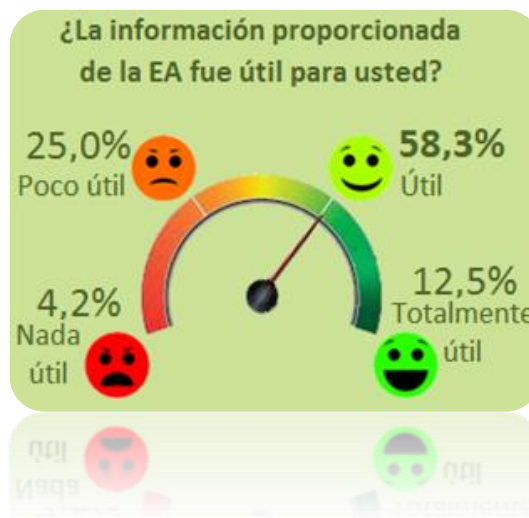 ¿La información proporcionada
de la EA fue útil para usted?
25,0%
Poco útil
58,3%
Útil
4,2%
Nada
útil
12,5%
Totalmente
útil